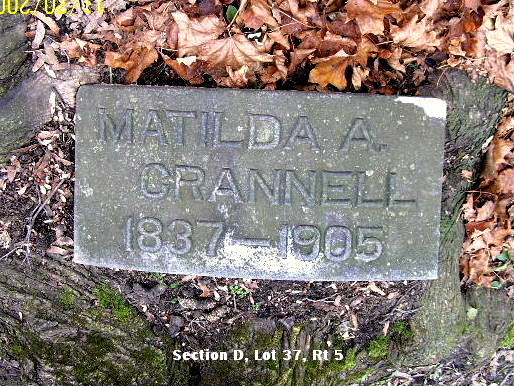 MATILDA A.
CRANNELL
1837–1905
Section D, Lot 37, Rt 5